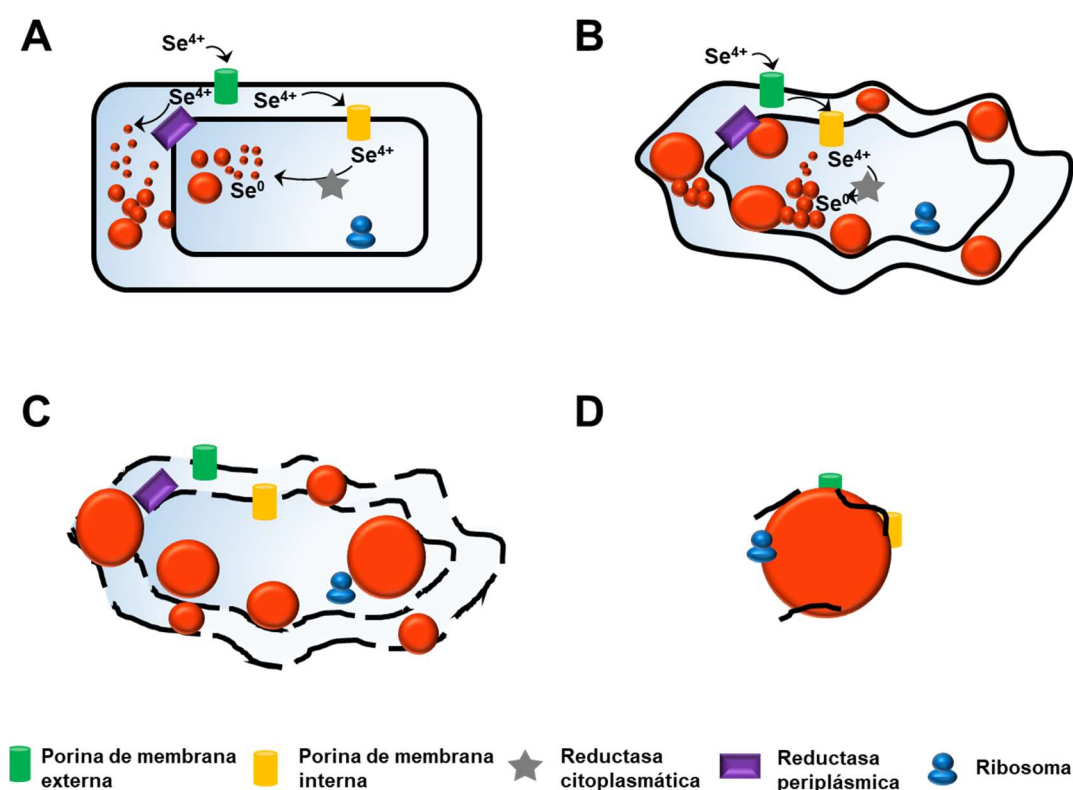 A
Se4+
Se4+
Se4+
Se4+
Se0
B
Se4+
Se4+
Se0
C
D
Porina de membrana
externa
Porina de membrana
interna
Reductasa
citoplasmática
Reductasa
periplásmica
Ribosoma